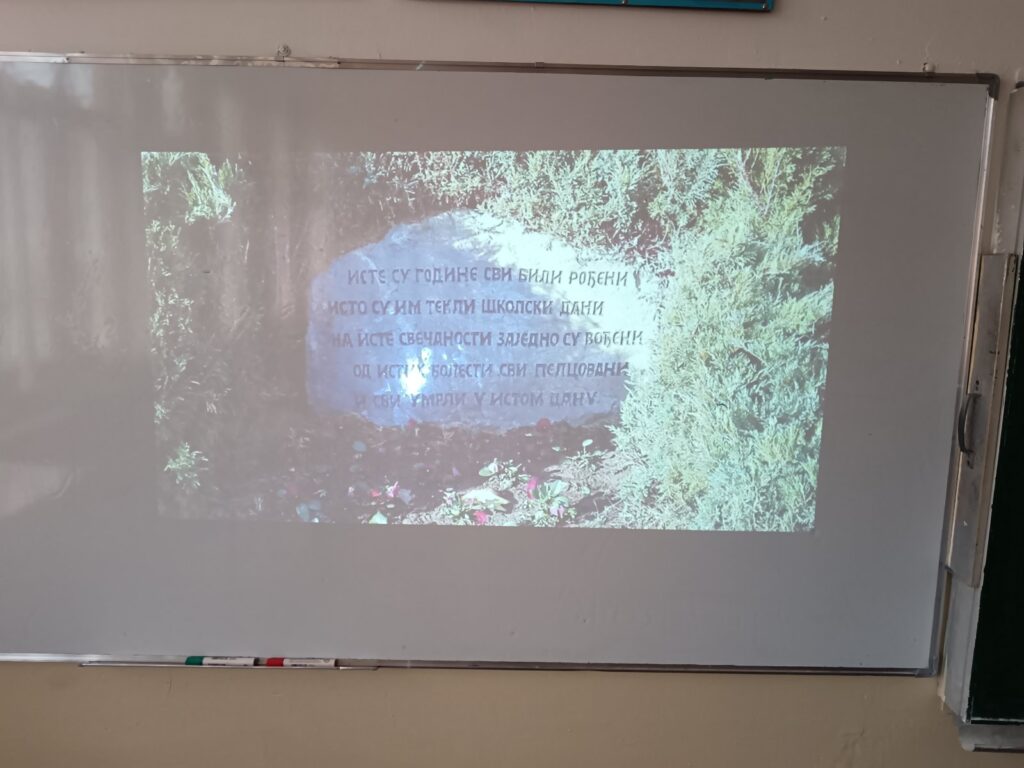 ИСТЕ СУ ГОДИНЕ СВИ БИЛИ РОЂЕНИ
ИСТО СУ ИМ ТЕКЛИ ШКОЛСКИ ДАНИ
НА ИСТЕ СВЕЧАНОСТИ ЗАЈЕДНО СУ ВОЂЕНИ
ОД ИСТИХ БОЛЕСТИ СВИ ПЕЛЦОВАНИ
И СВИ УМРЛИ У ИСТОМ ДАНУ